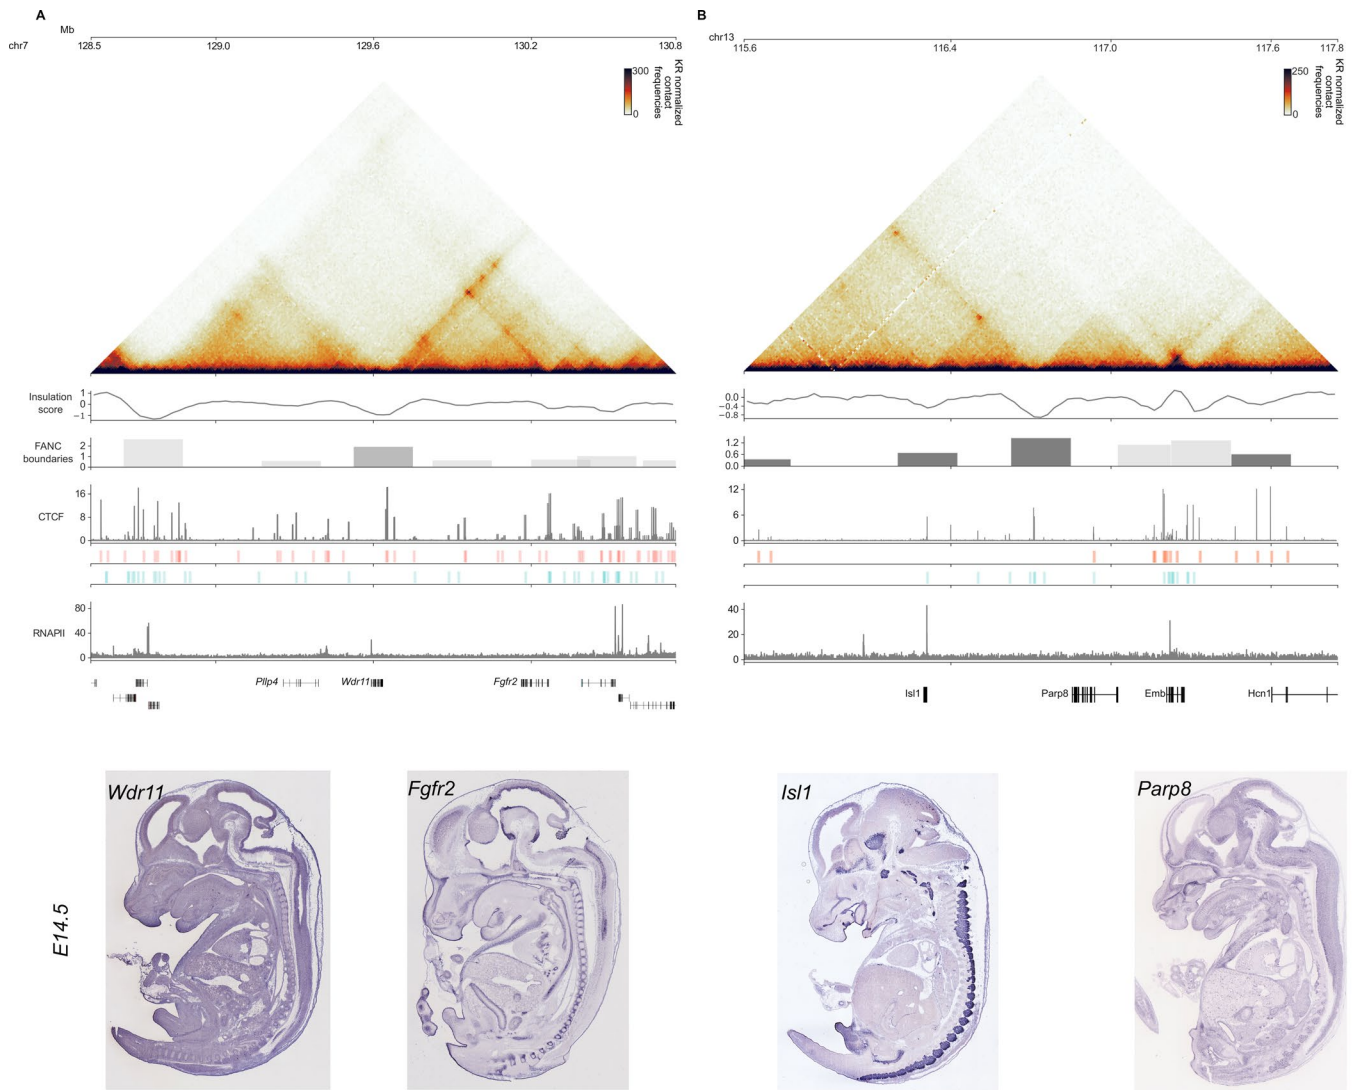 A
B
Mb
chr7
128.5
129.0
129.6
130.2
130.8
chr13
115.6
116.4
117.0
117.6
117.8
300
0
KR normalized
contact
frequencies
250
0
KR normalized
contact
frequencies
Insulation
score
1
0
−1
0.0
−0.4
−0.8
FANC
boundaries
2
1
0
1.2
0.6
0.0
CTCF
16
8
0
12
6
0
RNAPII
80
40
0
40
20
0
Pllp4
Wdr11
Fgfr2
Isl1
Parp8
Emb
Hcn1
E14.5
Wdr11
Fgfr2
Isl1
Parp8